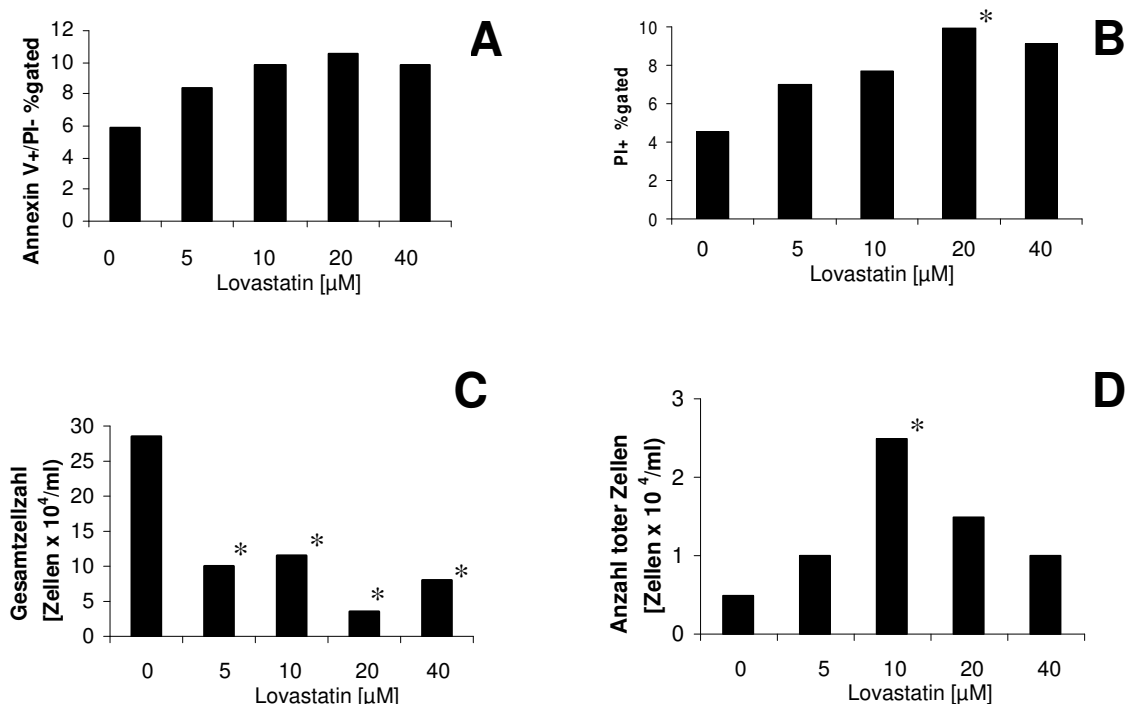 A
Annexin V+/PI- %gated
12
10
8
6
4
2
0
0 5 10 20 40
Lovastatin [µM]
B
PI+ %gated
10
8
6
4
2
0
*
0 5 10 20 40
Lovastatin [µM]
C
Gesamtzellzahl
[Zellen x 10⁴/ml)
30
25
20
15
10
5
0
* * * *
0 5 10 20 40
Lovastatin [µM]
D
Anzahl toter Zellen
[Zellen x 10 ⁴/ml)
3
2
1
0
*
0 5 10 20 40
Lovastatin [µM]